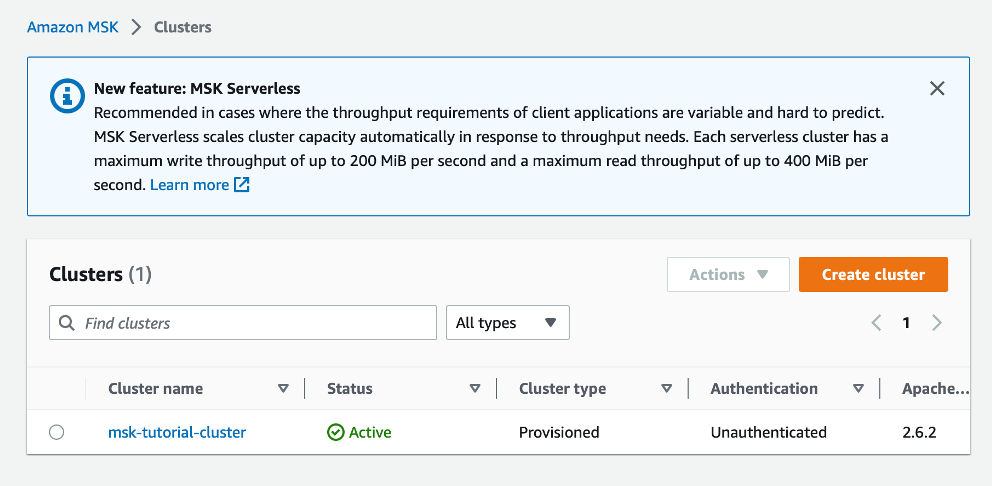 Amazon MSK > Clusters
New feature: MSK Serverless
Recommended in cases where the throughput requirements of client applications are variable and hard to predict.
MSK Serverless scales cluster capacity automatically in response to throughput needs. Each serverless cluster has a
maximum write throughput of up to 200 MiB per second and a maximum read throughput of up to 400 MiB per
second. Learn more
Clusters (1)
Actions
Create cluster
Find clusters
All types
1
Cluster name Status Cluster type Authentication Apache...
msk-tutorial-cluster Active Provisioned Unauthenticated 2.6.2